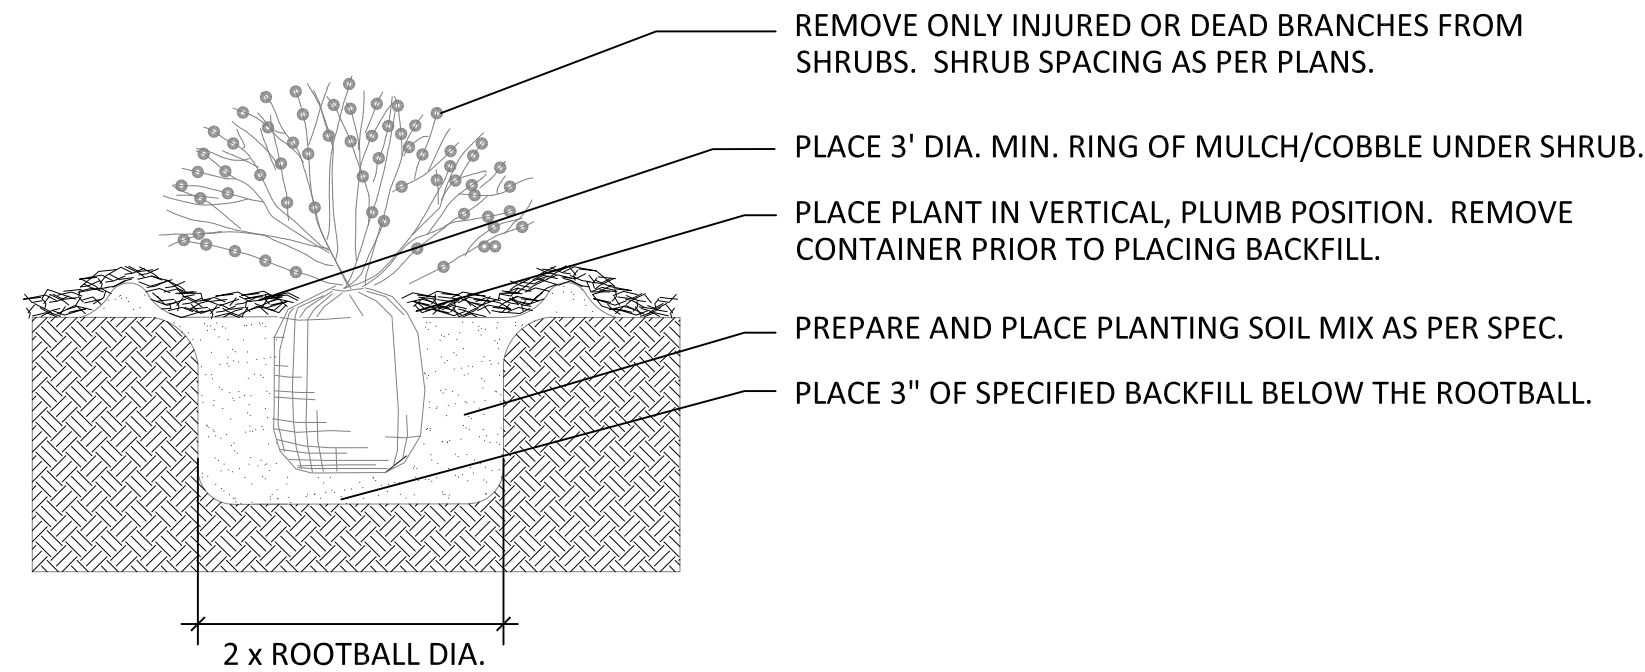 REMOVE ONLY INJURED OR DEAD BRANCHES FROM
SHRUBS.  SHRUB SPACING AS PER PLANS.
PLACE 3' DIA. MIN. RING OF MULCH/COBBLE UNDER SHRUB.
PLACE PLANT IN VERTICAL, PLUMB POSITION.  REMOVE
CONTAINER PRIOR TO PLACING BACKFILL.
PREPARE AND PLACE PLANTING SOIL MIX AS PER SPEC.
PLACE 3" OF SPECIFIED BACKFILL BELOW THE ROOTBALL.
2 x ROOTBALL DIA.